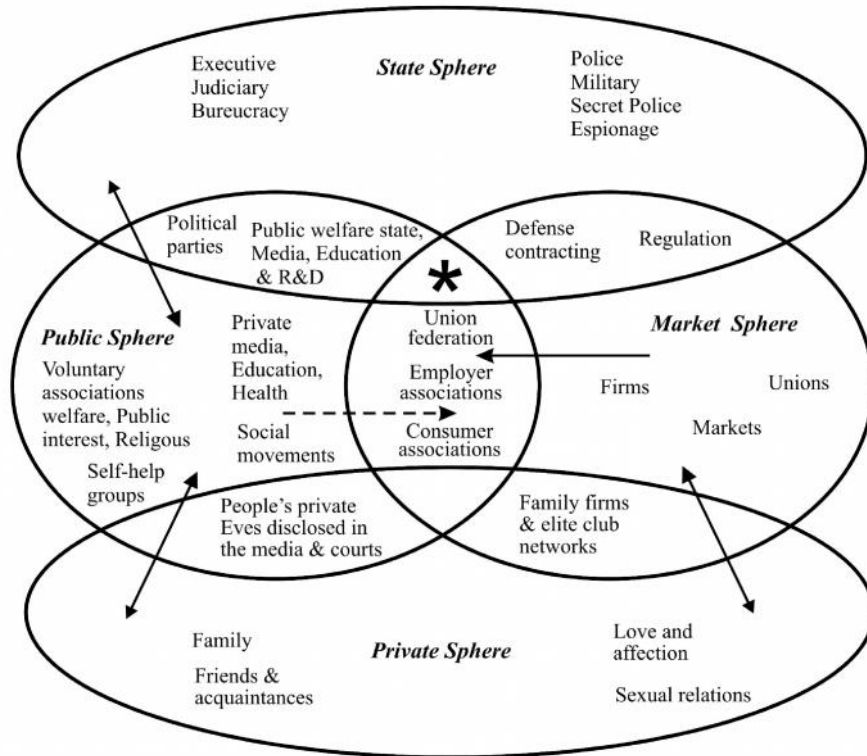 Executive
Judiciary
Bureucracy
State Sphere
Police
Military
Secret Police
Espionage
Political
parties
Public welfare state,
Media, Education
& R&D
Defense
contracting
Regulation
*
Public Sphere
Voluntary
associations
welfare, Public
interest, Religous
Self-help
groups
Private
media,
Education,
Health
Social
movements
Union
federation
Employer
associations
Consumer
associations
Market Sphere
Firms
Unions
Markets
People's private
Eves disclosed in
the media & courts
Family firms
& elite club
networks
Family
Friends &
acquaintances
Private Sphere
Love and
affection
Sexual relations